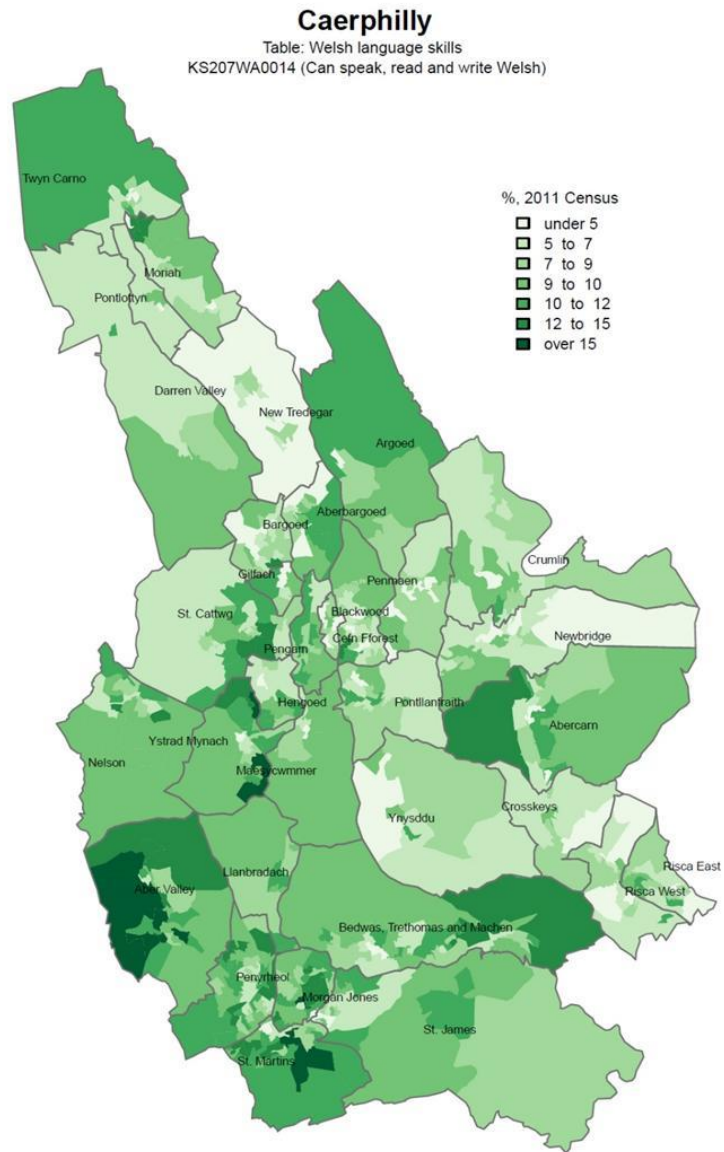 Caerphilly
Table: Welsh language skills
KS207WA0014 (Can speak, read and write Welsh)
Twyn Carno
%, 2011 Census
under 5
5 to 7
7 to 9
9 to 10
10 to 12
12 to 15
over 15
Moriah
Pontlottyn
Darren Valley
New Tredegar
Argoed
Aberbargoed
Bargoed
Crumlin
Gilfach
Penmaen
St. Cattwg
Blackwood
Newbridge
Cefn Fforest
Pengam
Hengoed
Pontllanfraith
Abercarn
Ystrad Mynach
Nelson
Maesycwmmer
Crosskeys
Ynysddu
Risca East
Llanbradach
Aber Valley
Risca West
Bedwas, Trethomas and Machen
Penyrheol
Morgan Jones
St. James
St. Martins